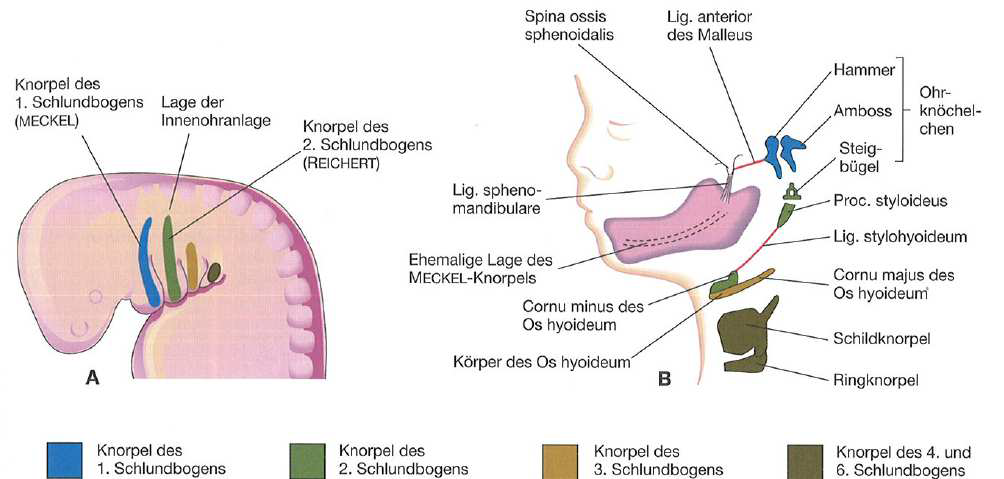 Knorpel des
1. Schlundbogens
(MECKEL)
Lage der
Innenohranlage
Knorpel des
2. Schlundbogens
(REICHERT)
A
Spina ossis
sphenoidalis
Lig. anterior
des Malleus
Hammer
Amboss
Ohr-
knöchel-
chen
Steig-
bügel
Lig. spheno-
mandibulare
Proc. styloideus
Lig. stylohyoideum
Ehemalige Lage des
MECKEL-Knorpels
Cornu minus des
Os hyoideum
Cornu majus des
Os hyoideum
Körper des Os hyoideum
Schildknorpel
Ringknorpel
B
Knorpel des
1. Schlundbogens
Knorpel des
2. Schlundbogens
Knorpel des
3. Schlundbogens
Knorpel des 4. und
6. Schlundbogens